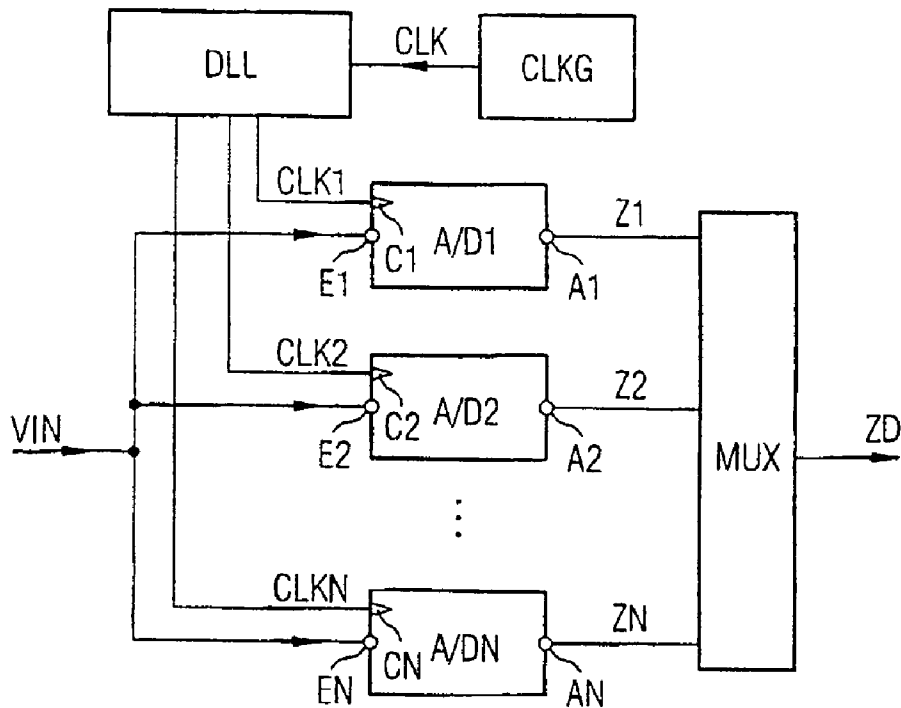 DLL
CLK
CLKG
CLK1
C1
A/D1
E1
A1
Z1
CLK2
C2
A/D2
E2
A2
Z2
VIN
MUX
ZD
CLKN
CN
A/DN
EN
AN
ZN